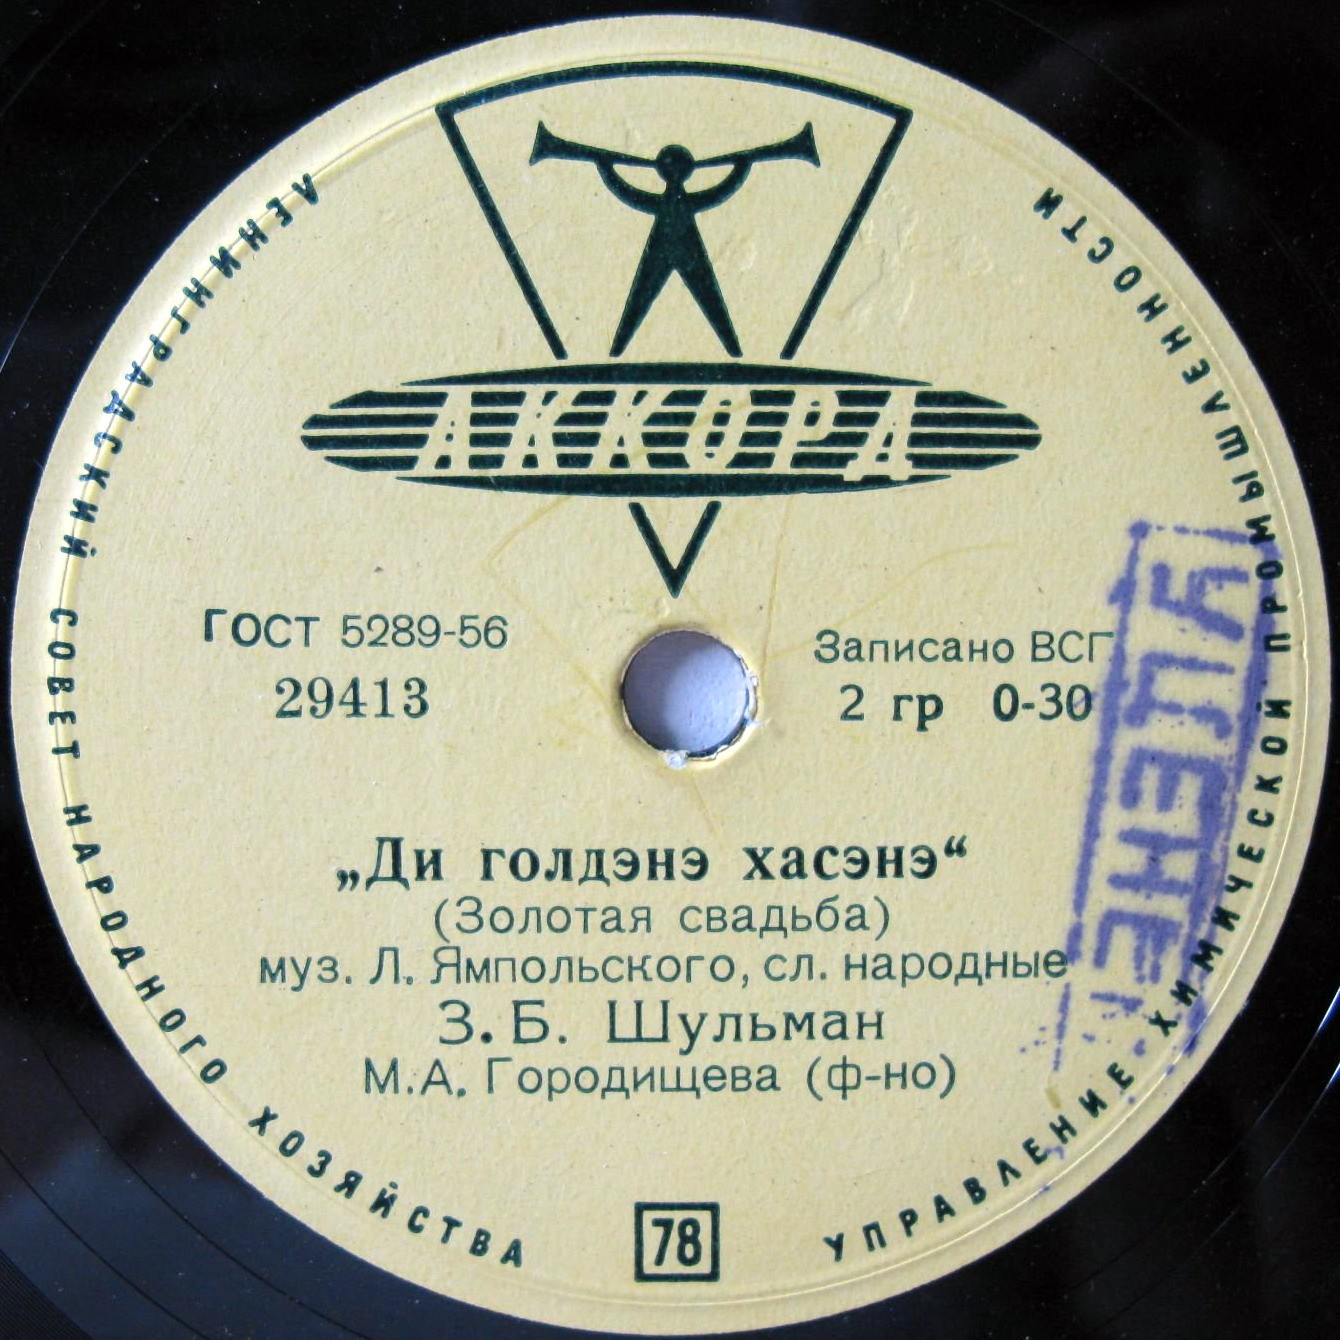 ЛЕНИНГРАДСКИЙ СОВЕТ НАРОДНОГО ХОЗЯЙСТВА
УПРАВЛЕНИЕ ХИМИЧЕСКОЙ ПРОМЫШЛЕННОСТИ
АККОРД
ГОСТ 5289-56
29413
Записано ВСГ
2 гр 0-30
УЦЕНЕН
„Ди голдэнэ хасэнэ“
(Золотая свадьба)
муз. Л. Ямпольского, сл. народные
З. Б. Шульман
М.А. Городищева (ф-но)
78